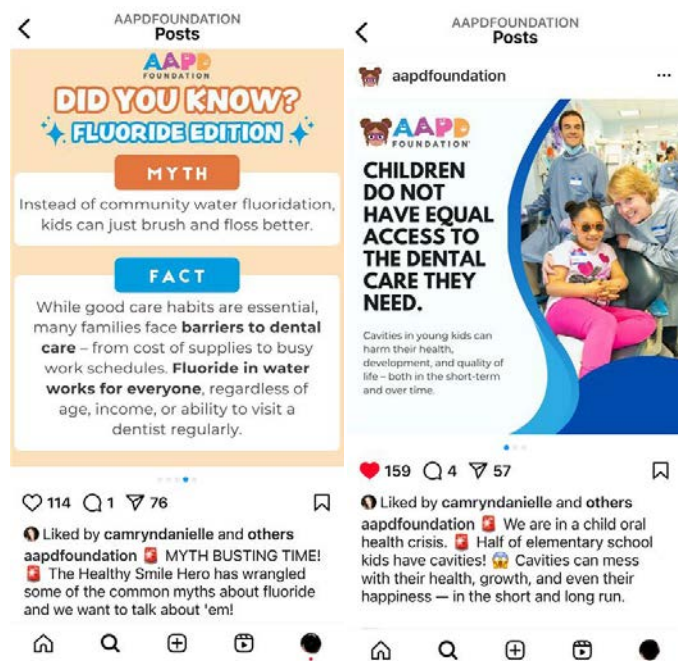 AAPDFOUNDATION
Posts
AAPD
FOUNDATION
DID YOU KNOW?
FLUORIDE EDITION
MYTH
Instead of community water fluoridation,
kids can just brush and floss better.
FACT
While good care habits are essential,
many families face barriers to dental
care – from cost of supplies to busy
work schedules. Fluoride in water
works for everyone, regardless of
age, income, or ability to visit a
dentist regularly.
114 1 76
Liked by camryndanielle and others
aapdfoundation 🚨 MYTH BUSTING TIME!
🚨 The Healthy Smile Hero has wrangled
some of the common myths about fluoride
and we want to talk about 'em!
AAPDFOUNDATION
Posts
aapdfoundation
AAPD
FOUNDATION
CHILDREN
DO NOT
HAVE EQUAL
ACCESS TO
THE DENTAL
CARE THEY
NEED.
Cavities in young kids can
harm their health,
development, and quality of
life – both in the short-term
and over time.
159 4 57
Liked by camryndanielle and others
aapdfoundation 🚨 We are in a child oral
health crisis. 🚨 Half of elementary school
kids have cavities! 😱 Cavities can mess
with their health, growth, and even their
happiness — in the short and long run.